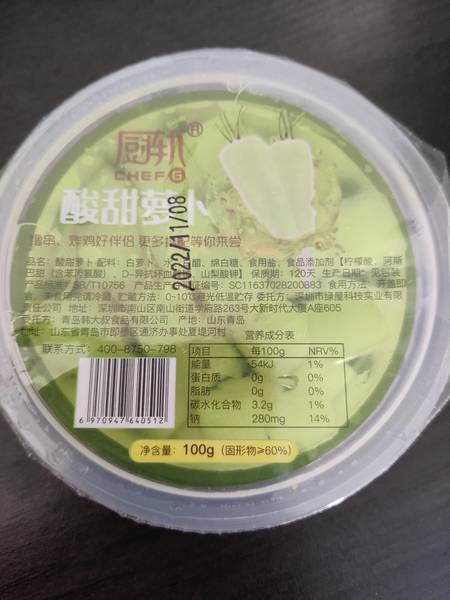 厨轩®
CHEF G
酸甜萝卜
2022/11/08
撸串、炸鸡好伴侣 更多搭配等你来尝
品名：酸甜萝卜 配料：白萝卜、水、白醋、绵白糖、食用盐、食品添加剂【柠檬酸、阿斯
巴甜（含苯丙氨酸）、D-异抗坏血酸钠、山梨酸钾】 保质期：120天 生产日期：见包装
产品标准：SB/T10756 产品生产许可证编号：SC11637028200883 食用方法：开盖即
食，冰食用口感冷藏 贮藏方法：0~10℃避光低温贮存 委托方：深圳市绿星科技实业有限
责任公司 地址：深圳市南山区南山街道学府路263号大新时代大厦A座605
受托方：青岛韩大叔食品有限公司 产地：山东青岛
地址：山东省青岛市即墨区通济办事处夏堤河村
联系方式：400-8750-798
营养成分表
项目 每100g NRV%
能量 54kJ 1%
蛋白质 0g 0%
脂肪 0g 0%
碳水化合物 3.2g 1%
钠 280mg 14%
6 970947 640512
净含量：100g（固形物≥60%）